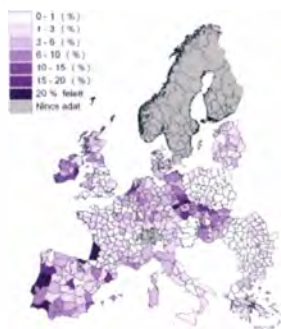 0 - 1 ( % )
1 - 3 ( % )
3 - 6 ( % )
6 - 10 ( % )
10 - 15 ( % )
15 - 20 ( % )
20 % felett
Nincs adat